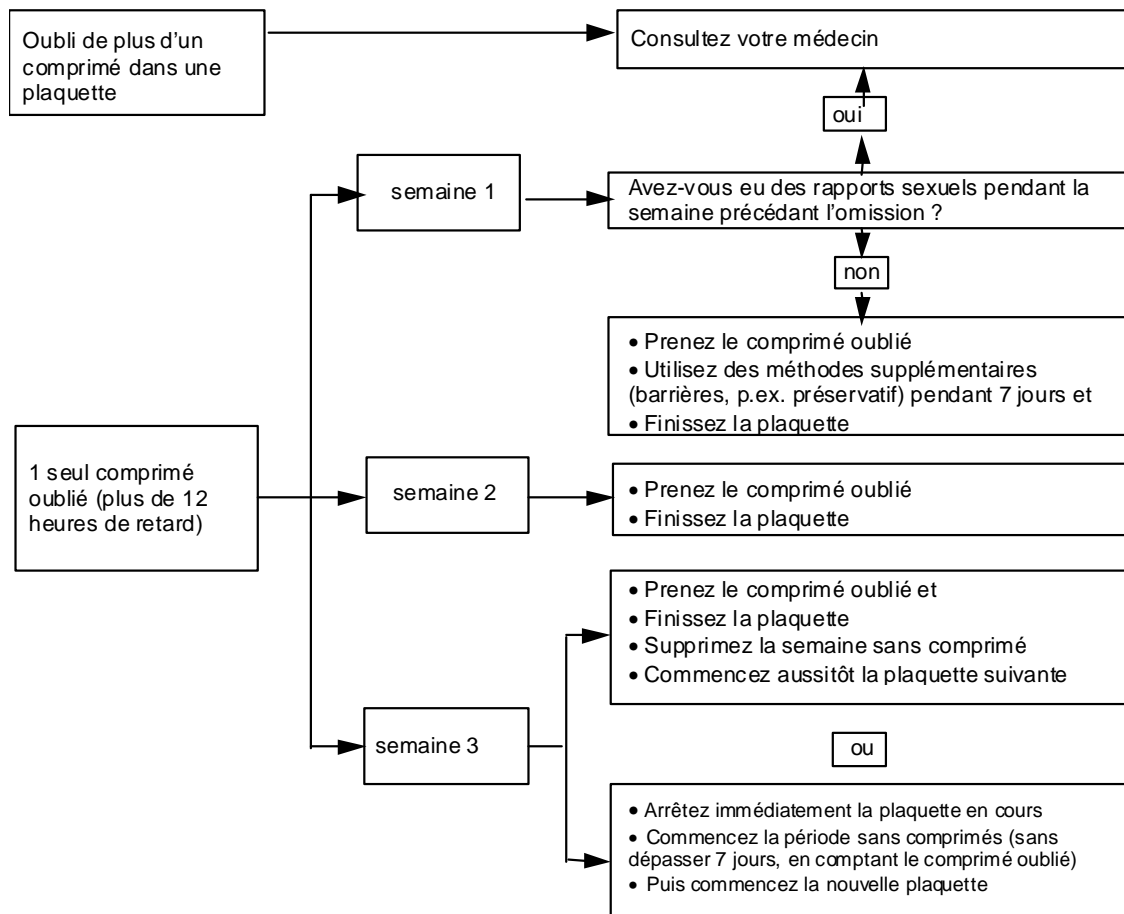 Oubli de plus d'un
comprimé dans une
plaquette
Consultez votre médecin
oui
semaine 1
Avez-vous eu des rapports sexuels pendant la
semaine précédant l'omission ?
non
• Prenez le comprimé oublié
• Utilisez des méthodes supplémentaires
(barrières, p.ex. préservatif) pendant 7 jours et
• Finissez la plaquette
1 seul comprimé
oublié (plus de 12
heures de retard)
semaine 2
• Prenez le comprimé oublié
• Finissez la plaquette
• Prenez le comprimé oublié et
• Finissez la plaquette
• Supprimez la semaine sans comprimé
• Commencez aussitôt la plaquette suivante
semaine 3
ou
• Arrêtez immédiatement la plaquette en cours
• Commencez la période sans comprimés (sans
dépasser 7 jours, en comptant le comprimé oublié)
• Puis commencez la nouvelle plaquette